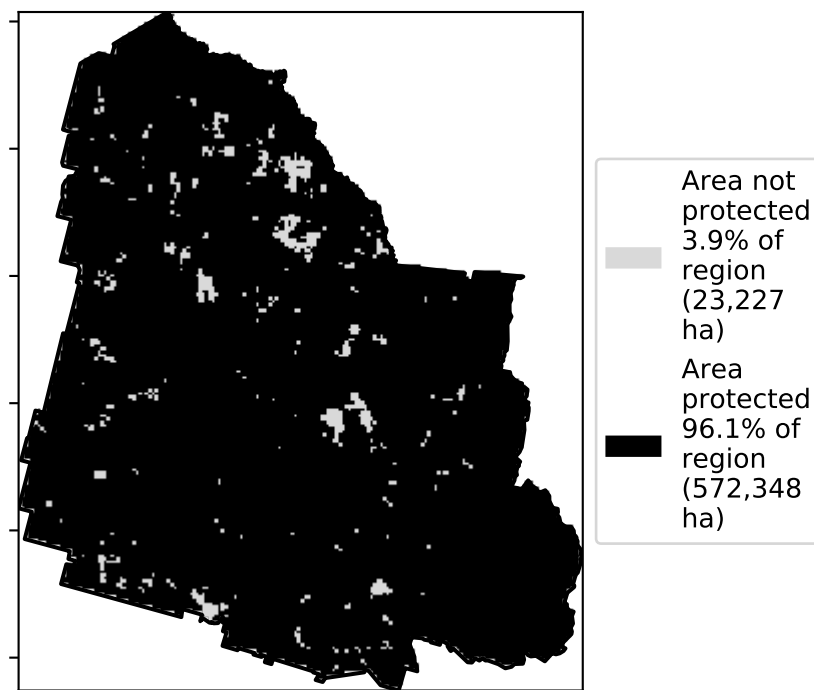 Area not
protected
3.9% of
region
(23,227
ha)
Area
protected
96.1% of
region
(572,348
ha)